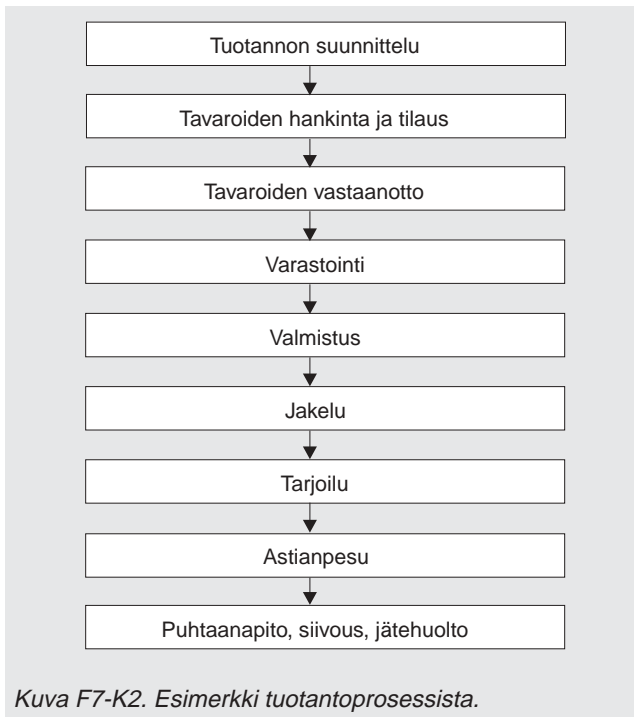 Tuotannon suunnittelu
Tavaroiden hankinta ja tilaus
Tavaroiden vastaanotto
Varastointi
Valmistus
Jakelu
Tarjoilu
Astianpesu
Puhtaanapito, siivous, jätehuolto
Kuva F7-K2. Esimerkki tuotantoprosessista.